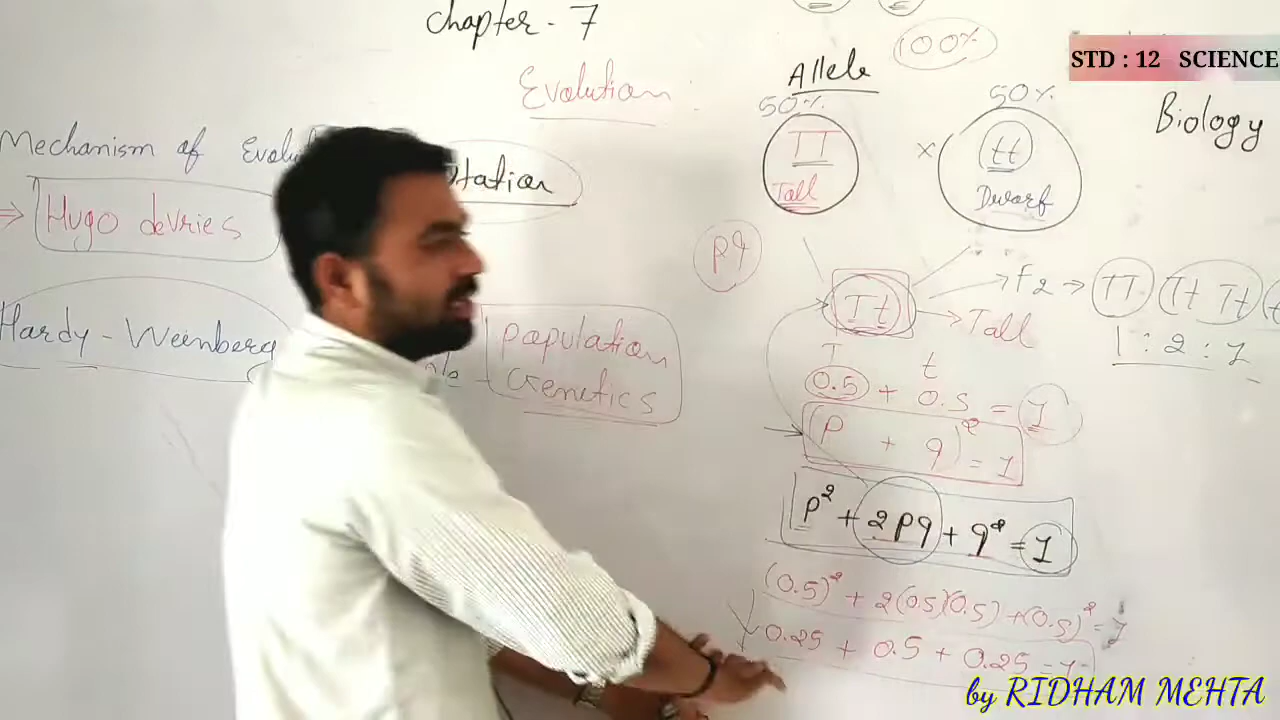 chapter - 7
Evolution
Mechanism of
⇒ Hugo devries
Hardy - Weinberg
population
Genetics
100%
Allele
50%
50%
TT
Tall
×
tt
Dwarf
pq
Tt
→ F2 → TT Tt Tt
→ Tall
1 : 2 : 1
T t
0.5 + 0.5 = 1
(p + q)² = 1
p² + 2pq + q² = 1
(0.5)² + 2(0.5)(0.5) + (0.5)² = 1
0.25 + 0.5 + 0.25 = 1
STD : 12 SCIENCE
Biology
by RIDHAM MEHTA